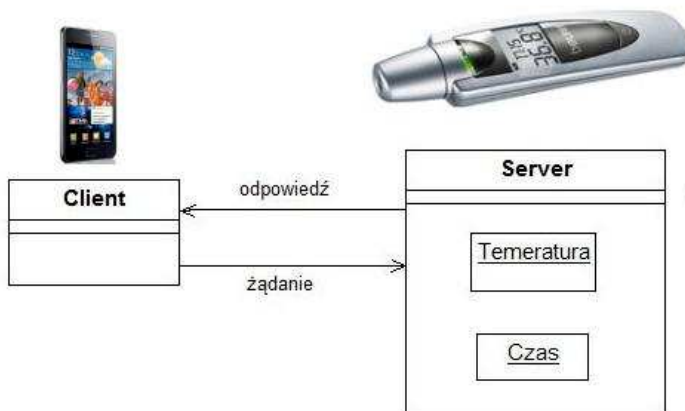 Client
odpowiedź
żądanie
Server
Temeratura
Czas